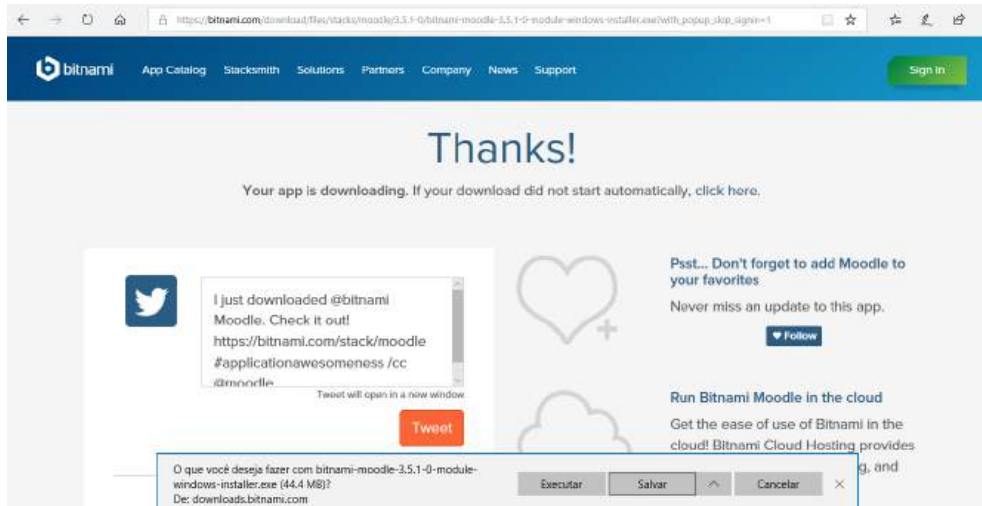 https://bitnami.com/download/files/stacks/moodle/3.5.1-0/bitnami-moodle-3.5.1-0-module-windows-installer.exe?with_popup_skip_signin=1
bitnami App Catalog Stacksmith Solutions Partners Company News Support Sign In
Thanks!
Your app is downloading. If your download did not start automatically, click here.
I just downloaded @bitnami
Moodle. Check it out!
https://bitnami.com/stack/moodle
#applicationawesomeness /cc
@moodle
Tweet will open in a new window
Tweet
Psst... Don't forget to add Moodle to
your favorites
Never miss an update to this app.
Follow
Run Bitnami Moodle in the cloud
Get the ease of use of Bitnami in the
cloud! Bitnami Cloud Hosting provides
g, and
O que você deseja fazer com bitnami-moodle-3.5.1-0-module-
windows-installer.exe (44.4 MB)?
De: downloads.bitnami.com
Executar Salvar Cancelar